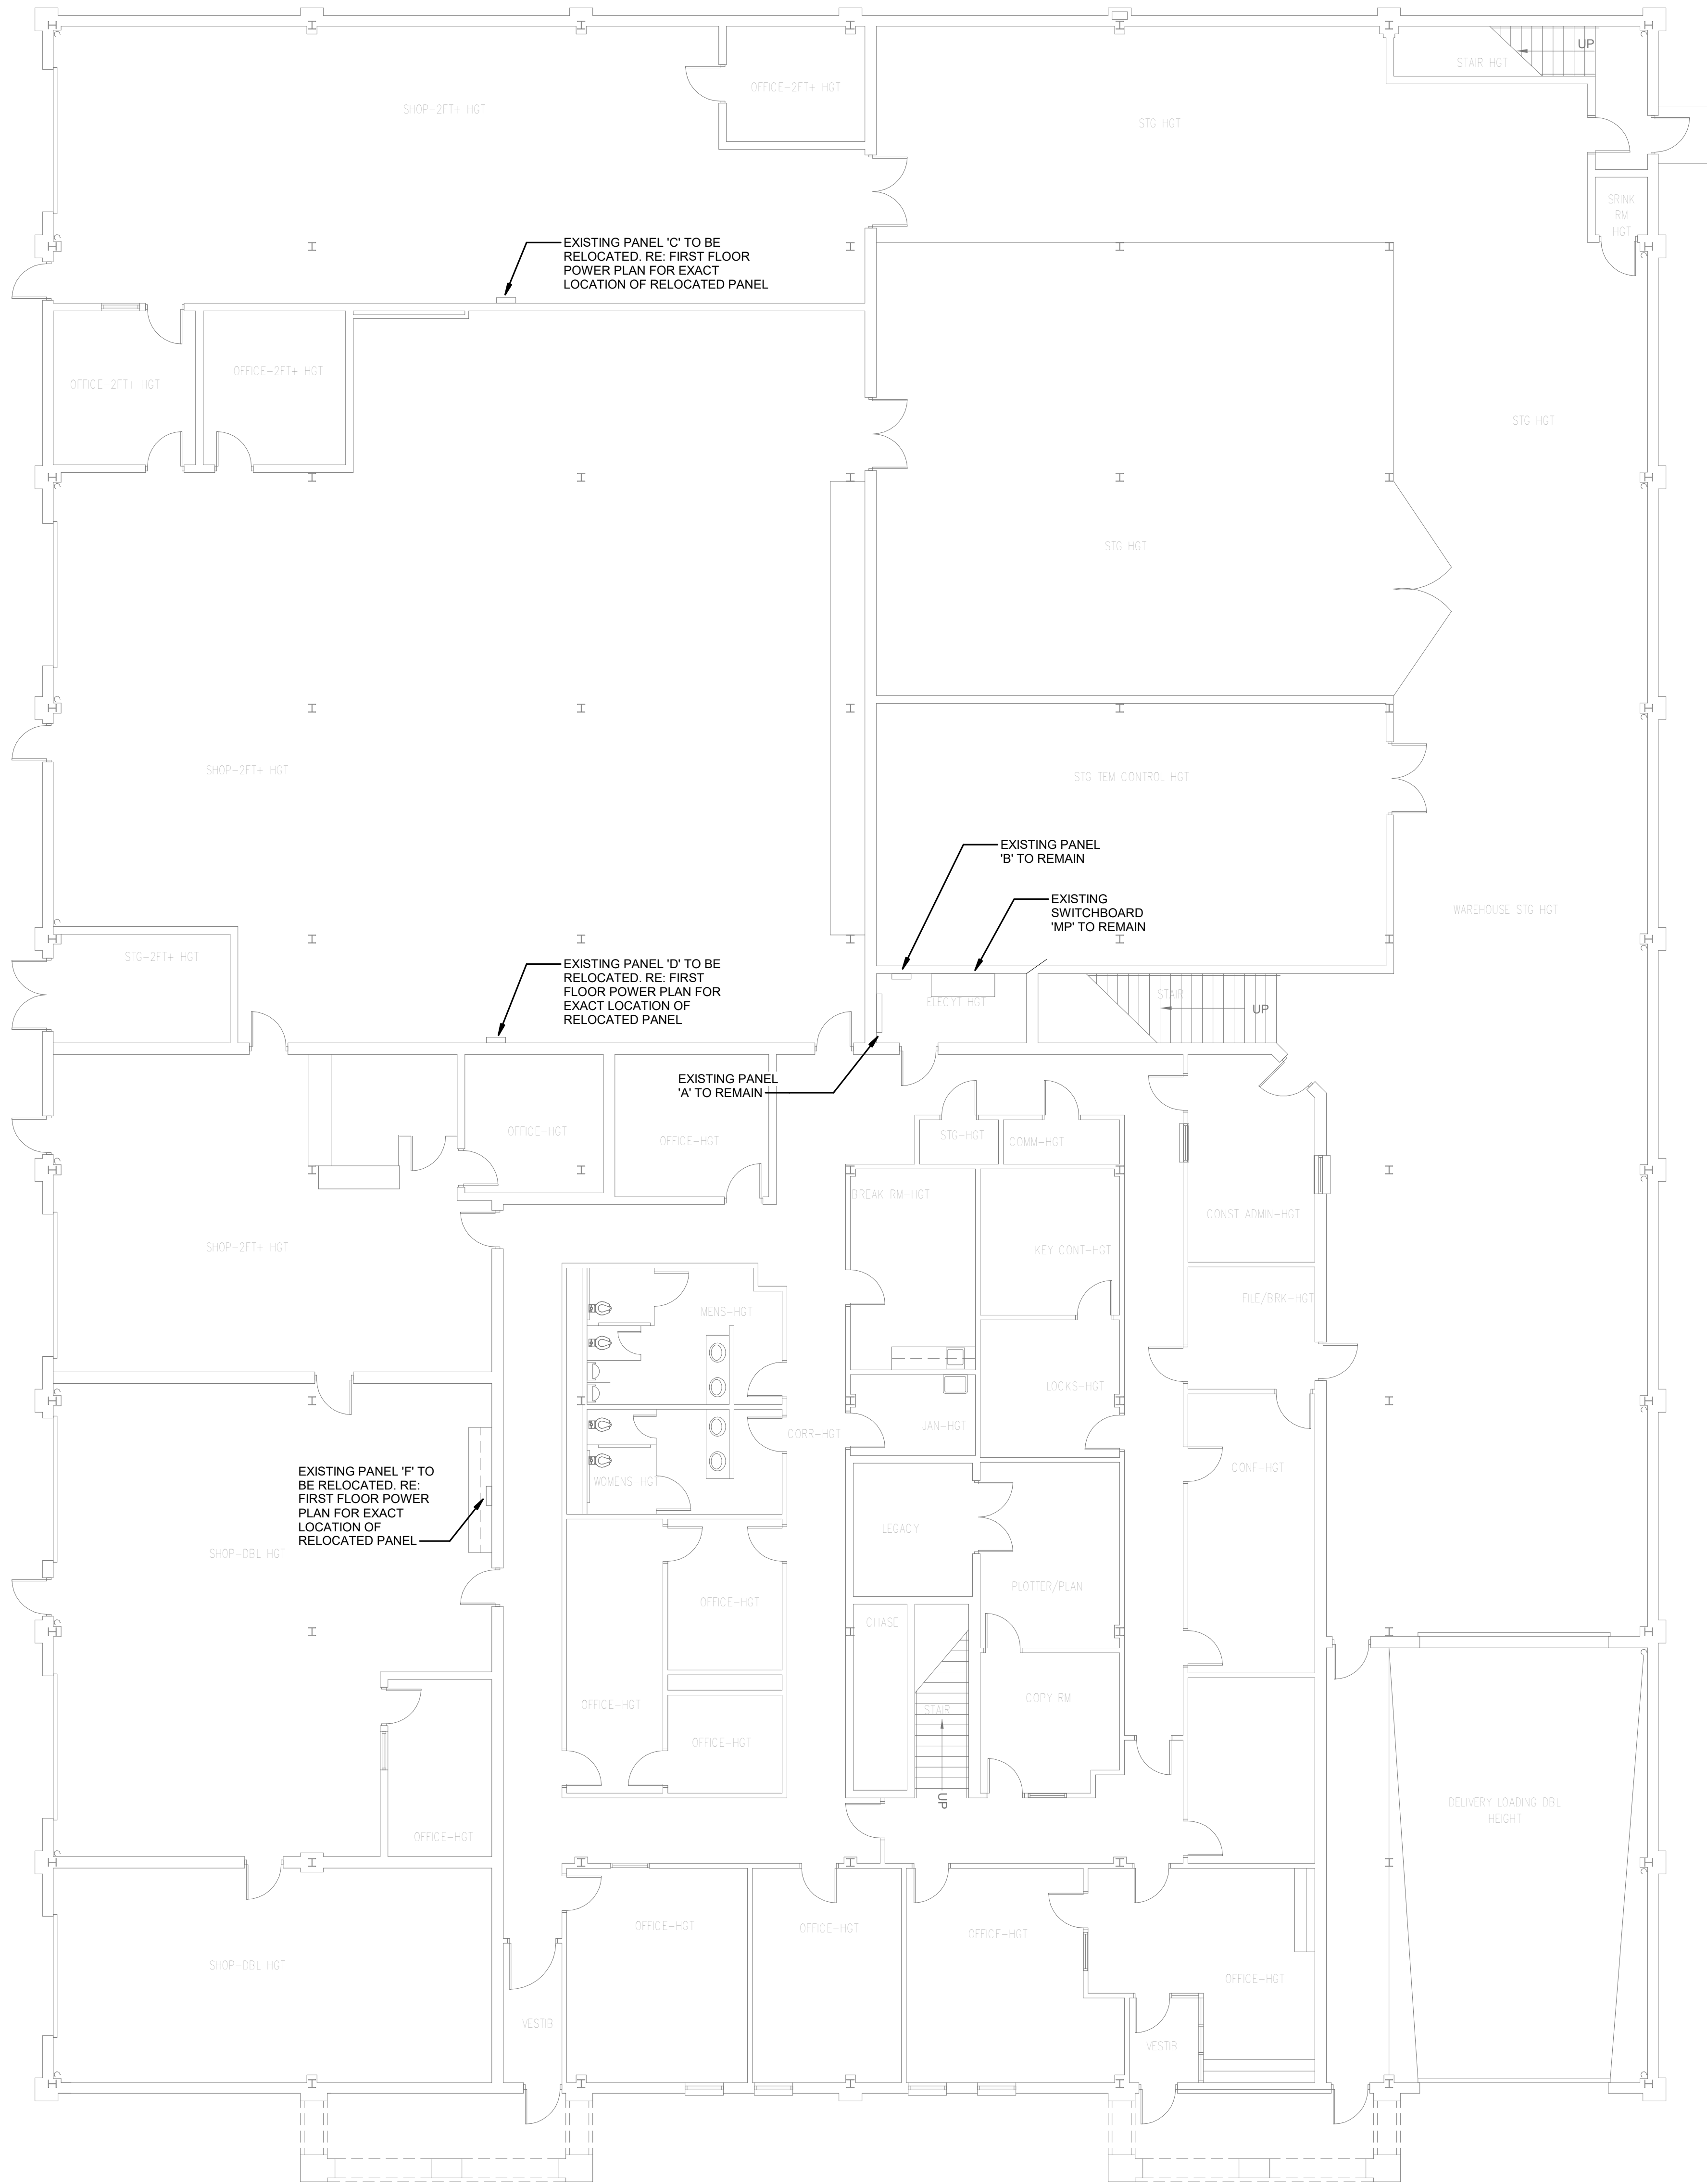 UP
STAIR HGT
OFFICE-2FT+ HGT
SHOP-2FT+ HGT
STG HGT
SRINK
RM
HGT
EXISTING PANEL 'C' TO BE
RELOCATED. RE: FIRST FLOOR
POWER PLAN FOR EXACT
LOCATION OF RELOCATED PANEL
OFFICE-2FT+ HGT
OFFICE-2FT+ HGT
STG HGT
STG HGT
SHOP-2FT+ HGT
STG TEM CONTROL HGT
EXISTING PANEL
'B' TO REMAIN
EXISTING
SWITCHBOARD
'MP' TO REMAIN
WAREHOUSE STG HGT
STG-2FT+ HGT
EXISTING PANEL 'D' TO BE
RELOCATED. RE: FIRST
FLOOR POWER PLAN FOR
EXACT LOCATION OF
RELOCATED PANEL
ELECYT HGT
STAIR
UP
EXISTING PANEL
'A' TO REMAIN
OFFICE-HGT
OFFICE-HGT
STG-HGT
COMM-HGT
BREAK RM-HGT
CONST ADMIN-HGT
SHOP-2FT+ HGT
KEY CONT-HGT
FILE/BRK-HGT
MENS-HGT
LOCKS-HGT
JAN-HGT
CORR-HGT
CONF-HGT
WOMENS-HGT
EXISTING PANEL 'F' TO
BE RELOCATED. RE:
FIRST FLOOR POWER
PLAN FOR EXACT
LOCATION OF
RELOCATED PANEL
LEGACY
SHOP-DBL HGT
PLOTTER/PLAN
OFFICE-HGT
CHASE
COPY RM
OFFICE-HGT
STAIR
OFFICE-HGT
UP
DELIVERY LOADING DBL
HEIGHT
OFFICE-HGT
OFFICE-HGT
OFFICE-HGT
OFFICE-HGT
SHOP-DBL HGT
OFFICE-HGT
VESTIB
VESTIB